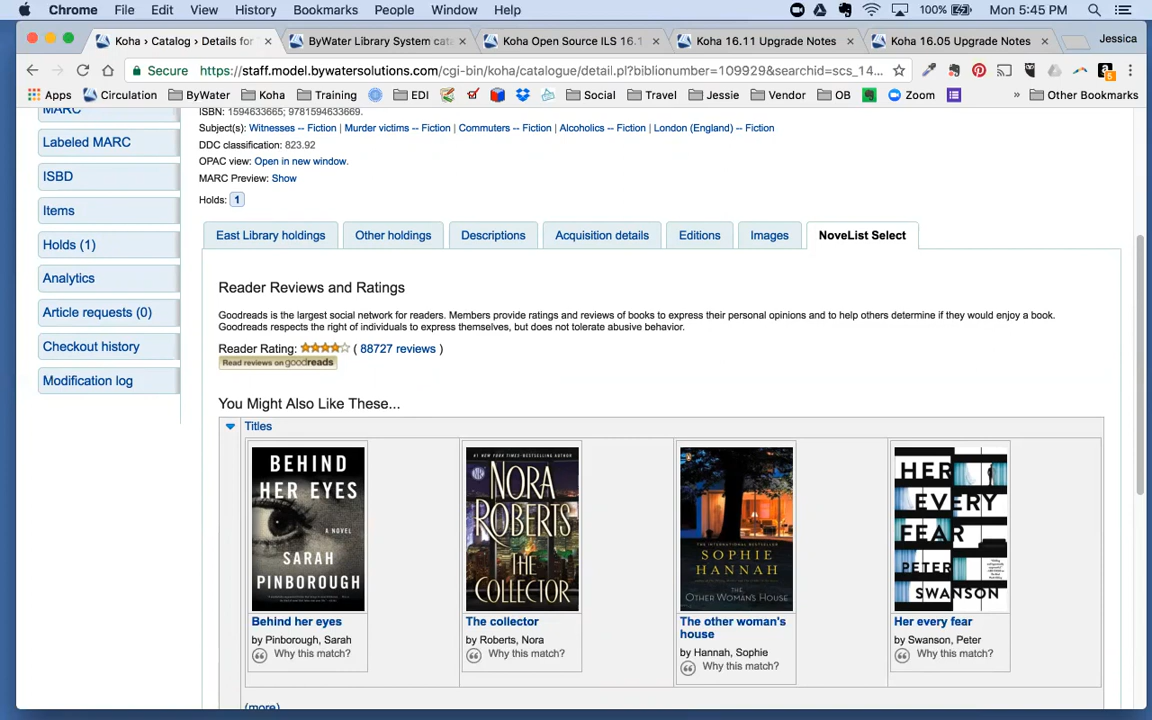 Chrome File Edit View History Bookmarks People Window Help 100% Mon 5:45 PM
Koha › Catalog › Details for × ByWater Library System cat × Koha Open Source ILS 16.1 × Koha 16.11 Upgrade Notes × Koha 16.05 Upgrade Notes × Jessica
Secure https://staff.model.bywatersolutions.com/cgi-bin/koha/catalogue/detail.pl?biblionumber=109929&searchid=scs_14...
Apps Circulation ByWater Koha Training EDI Social Travel Jessie Vendor OB Zoom » Other Bookmarks
MARC
Labeled MARC
ISBD
Items
Holds (1)
Analytics
Article requests (0)
Checkout history
Modification log
ISBN: 1594633665; 9781594633669.
Subject(s): Witnesses -- Fiction | Murder victims -- Fiction | Commuters -- Fiction | Alcoholics -- Fiction | London (England) -- Fiction
DDC classification: 823.92
OPAC view: Open in new window.
MARC Preview: Show
Holds: 1
East Library holdings Other holdings Descriptions Acquisition details Editions Images NoveList Select
Reader Reviews and Ratings
Goodreads is the largest social network for readers. Members provide ratings and reviews of books to express their personal opinions and to help others determine if they would enjoy a book.
Goodreads respects the right of individuals to express themselves, but does not tolerate abusive behavior.
Reader Rating: ( 88727 reviews )
Read reviews on goodreads
You Might Also Like These...
Titles
BEHIND
HER EYES
A NOVEL
SARAH
PINBOROUGH
Behind her eyes
by Pinborough, Sarah
Why this match?
#1 NEW YORK TIMES-BESTSELLING AUTHOR
NORA
ROBERTS
THE
COLLECTOR
The collector
by Roberts, Nora
Why this match?
THE INTERNATIONAL BESTSELLER
SOPHIE
HANNAH
THE
OTHER WOMAN'S
HOUSE
The other woman's
house
by Hannah, Sophie
Why this match?
HER
EVERY
FEAR
PETER
SWANSON
Her every fear
by Swanson, Peter
Why this match?
(more)